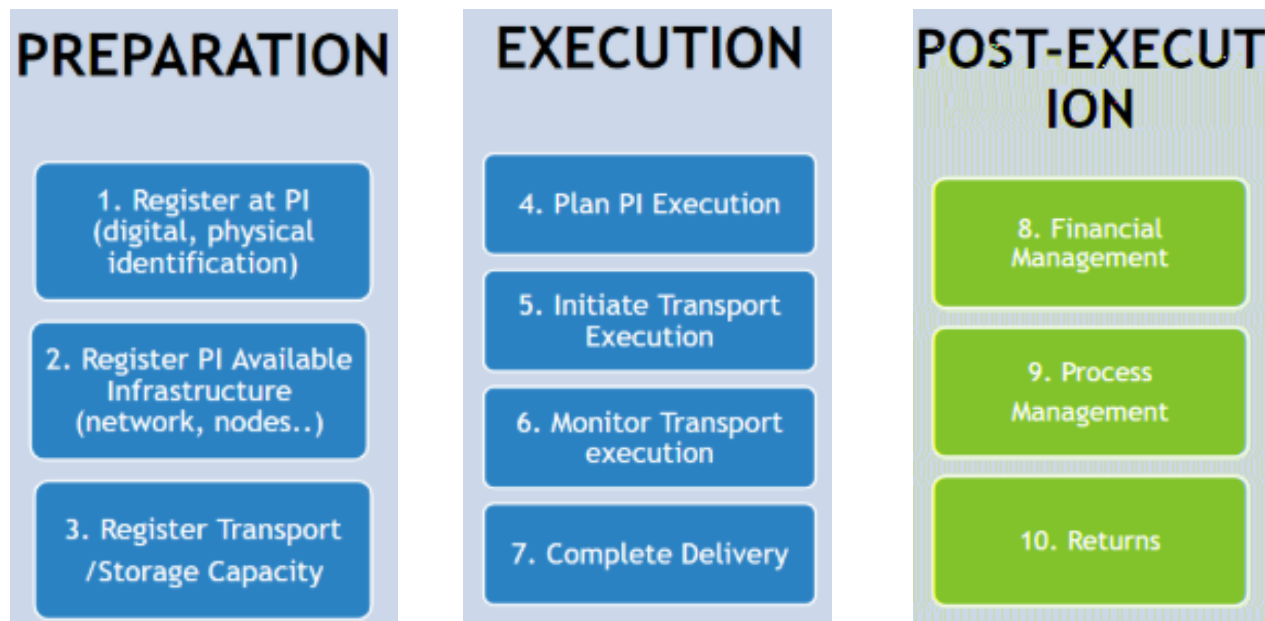 PREPARATION
1. Register at PI
(digital, physical
identification)
2. Register PI Available
Infrastructure
(network, nodes..)
3. Register Transport
/Storage Capacity
EXECUTION
4. Plan PI Execution
5. Initiate Transport
Execution
6. Monitor Transport
execution
7. Complete Delivery
POST-EXECUT
ION
8. Financial
Management
9. Process
Management
10. Returns